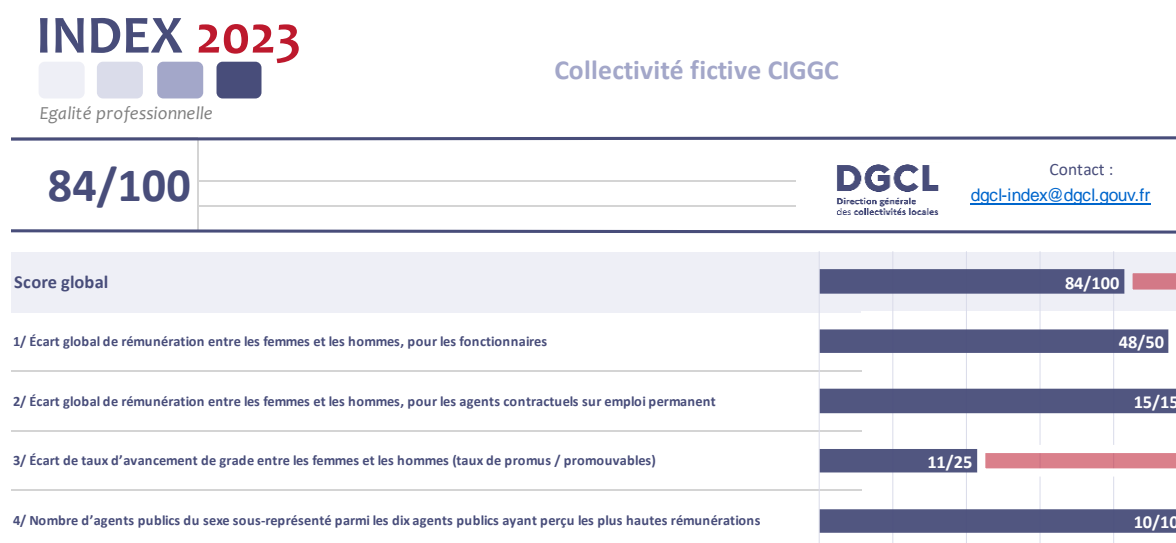 INDEX 2023
Egalité professionnelle
Collectivité fictive CIGGC
84/100
DGCL
Direction générale
des collectivités locales
Contact :
dgcl-index@dgcl.gouv.fr
Score global
84/100
1/ Écart global de rémunération entre les femmes et les hommes, pour les fonctionnaires
48/50
2/ Écart global de rémunération entre les femmes et les hommes, pour les agents contractuels sur emploi permanent
15/15
3/ Écart de taux d’avancement de grade entre les femmes et les hommes (taux de promus / promouvables)
11/25
4/ Nombre d’agents publics du sexe sous-représenté parmi les dix agents publics ayant perçu les plus hautes rémunérations
10/10